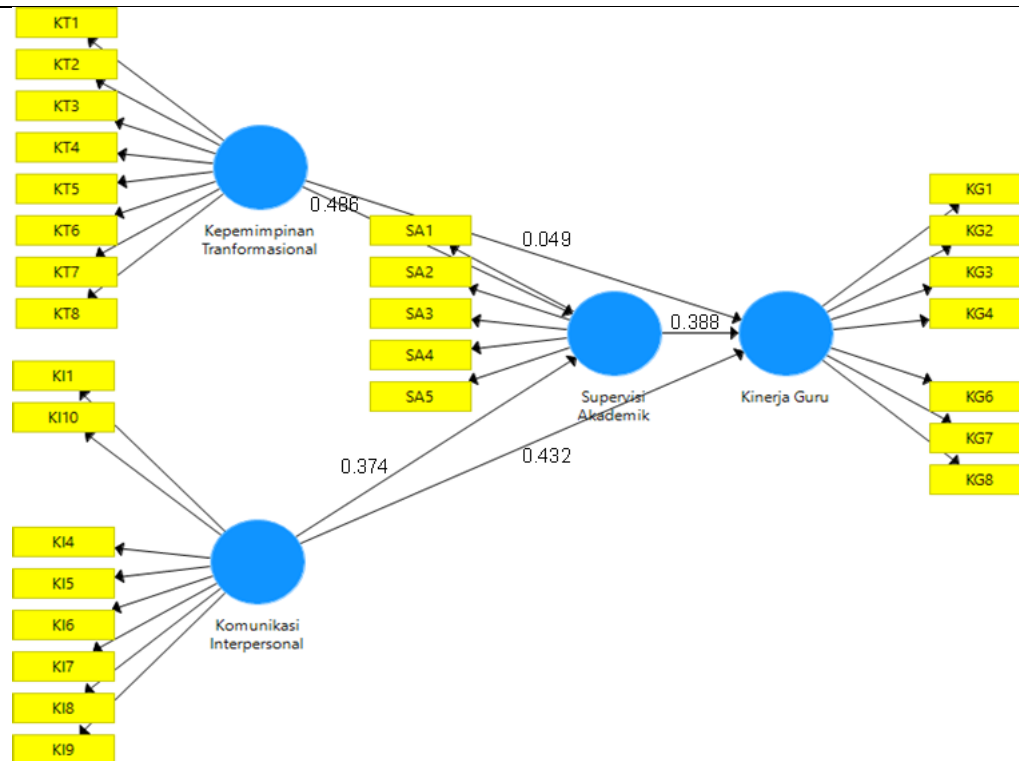 KT1
KT2
KT3
KT4
KT5
KT6
KT7
KT8
Kepemimpinan
Tranformasional
0.486
0.049
SA1
SA2
SA3
SA4
SA5
Supervisi
Akademik
0.388
Kinerja Guru
KG1
KG2
KG3
KG4
KG6
KG7
KG8
0.374
0.432
KI1
KI10
KI4
KI5
KI6
KI7
KI8
KI9
Komunikasi
Interpersonal